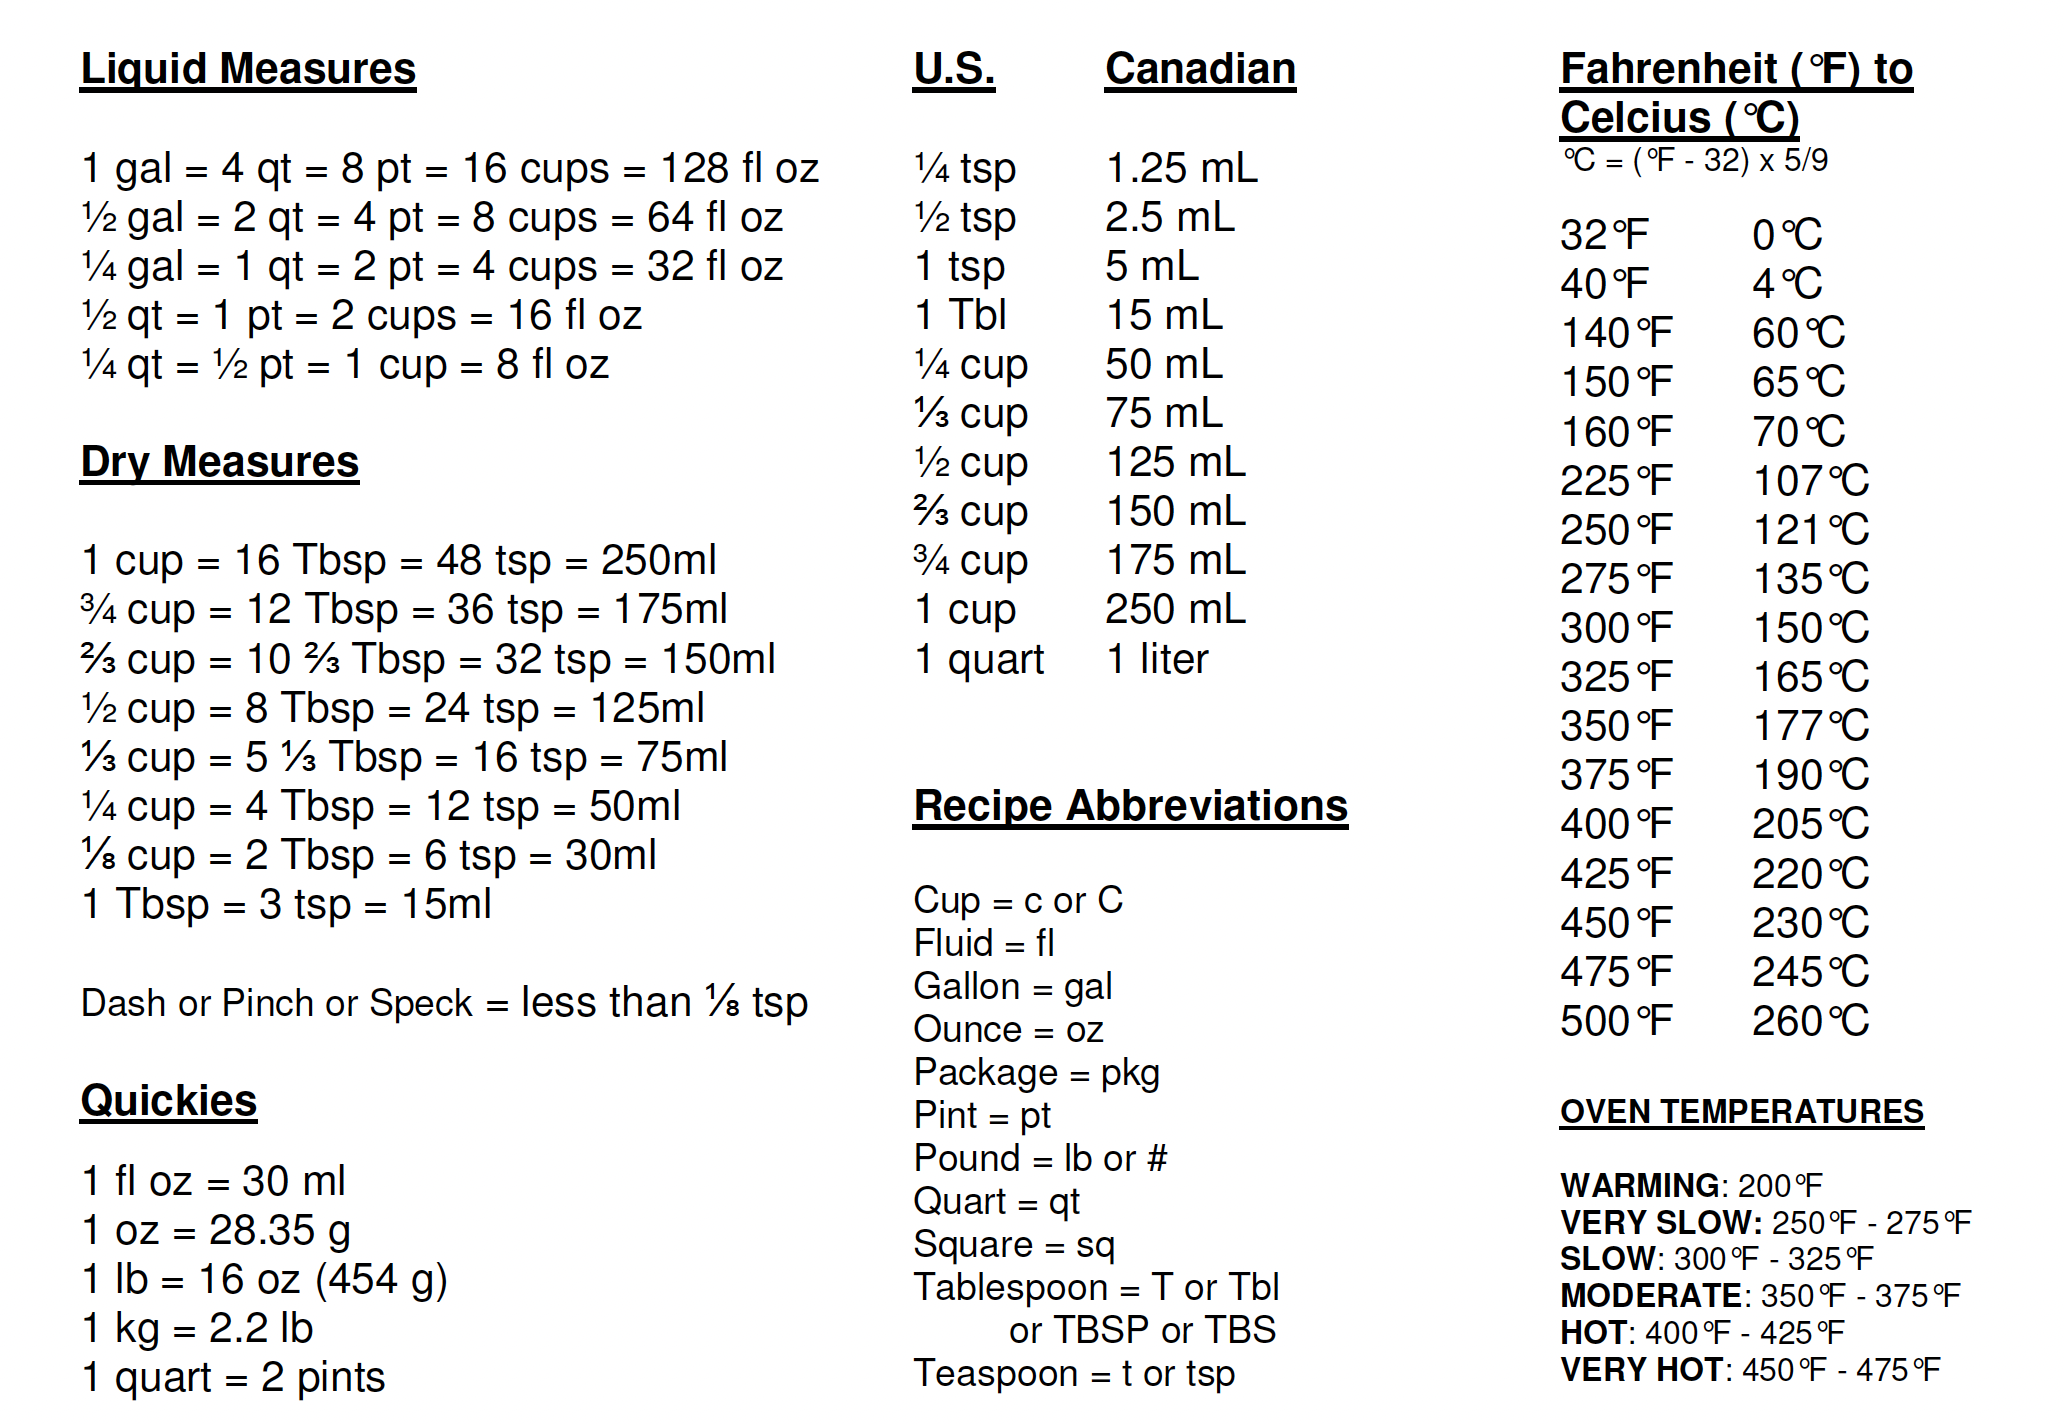 Liquid Measures
1 gal = 4 qt = 8 pt = 16 cups = 128 fl oz
½ gal = 2 qt = 4 pt = 8 cups = 64 fl oz
¼ gal = 1 qt = 2 pt = 4 cups = 32 fl oz
½ qt = 1 pt = 2 cups = 16 fl oz
¼ qt = ½ pt = 1 cup = 8 fl oz
Dry Measures
1 cup = 16 Tbsp = 48 tsp = 250ml
¾ cup = 12 Tbsp = 36 tsp = 175ml
⅔ cup = 10 ⅔ Tbsp = 32 tsp = 150ml
½ cup = 8 Tbsp = 24 tsp = 125ml
⅓ cup = 5 ⅓ Tbsp = 16 tsp = 75ml
¼ cup = 4 Tbsp = 12 tsp = 50ml
⅛ cup = 2 Tbsp = 6 tsp = 30ml
1 Tbsp = 3 tsp = 15ml
Dash or Pinch or Speck = less than ⅛ tsp
Quickies
1 fl oz = 30 ml
1 oz = 28.35 g
1 lb = 16 oz (454 g)
1 kg = 2.2 lb
1 quart = 2 pints
U.S. Canadian
¼ tsp 1.25 mL
½ tsp 2.5 mL
1 tsp 5 mL
1 Tbl 15 mL
¼ cup 50 mL
⅓ cup 75 mL
½ cup 125 mL
⅔ cup 150 mL
¾ cup 175 mL
1 cup 250 mL
1 quart 1 liter
Recipe Abbreviations
Cup = c or C
Fluid = fl
Gallon = gal
Ounce = oz
Package = pkg
Pint = pt
Pound = lb or #
Quart = qt
Square = sq
Tablespoon = T or Tbl
or TBSP or TBS
Teaspoon = t or tsp
Fahrenheit (°F) to
Celcius (°C)
°C = (°F - 32) x 5/9
32°F 0°C
40°F 4°C
140°F 60°C
150°F 65°C
160°F 70°C
225°F 107°C
250°F 121°C
275°F 135°C
300°F 150°C
325°F 165°C
350°F 177°C
375°F 190°C
400°F 205°C
425°F 220°C
450°F 230°C
475°F 245°C
500°F 260°C
OVEN TEMPERATURES
WARMING: 200°F
VERY SLOW: 250°F - 275°F
SLOW: 300°F - 325°F
MODERATE: 350°F - 375°F
HOT: 400°F - 425°F
VERY HOT: 450°F - 475°F